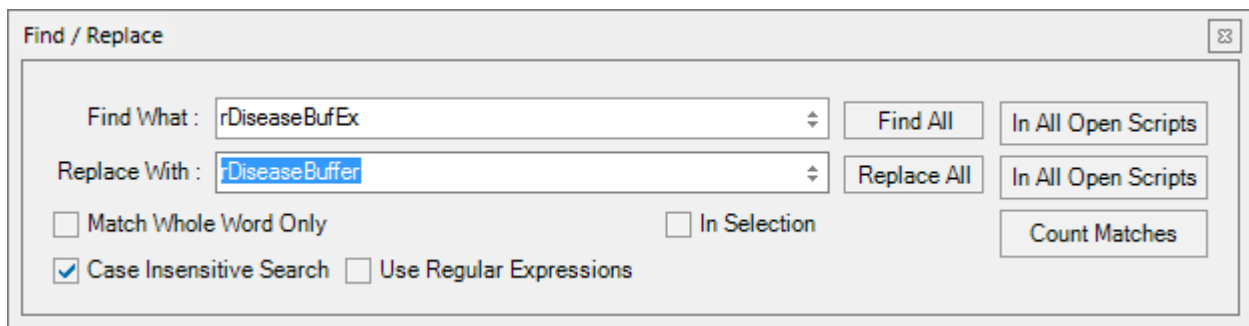 Find / Replace
Find What : rDiseaseBufEx Find All In All Open Scripts
Replace With : rDiseaseBuffer Replace All In All Open Scripts
Match Whole Word Only In Selection Count Matches
Case Insensitive Search Use Regular Expressions